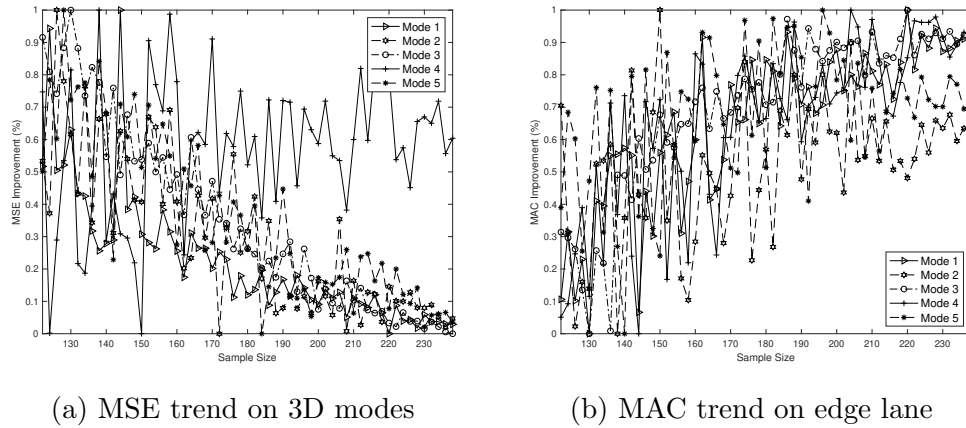 1
0.9
0.8
0.7
0.6
0.5
0.4
0.3
0.2
0.1
0
MSE Improvement (%)
130 140 150 160 170 180 190 200 210 220 230
Sample Size
Mode 1
Mode 2
Mode 3
Mode 4
Mode 5
(a) MSE trend on 3D modes
1
0.9
0.8
0.7
0.6
0.5
0.4
0.3
0.2
0.1
0
MAC Improvement (%)
130 140 150 160 170 180 190 200 210 220 230
Sample Size
Mode 1
Mode 2
Mode 3
Mode 4
Mode 5
(b) MAC trend on edge lane